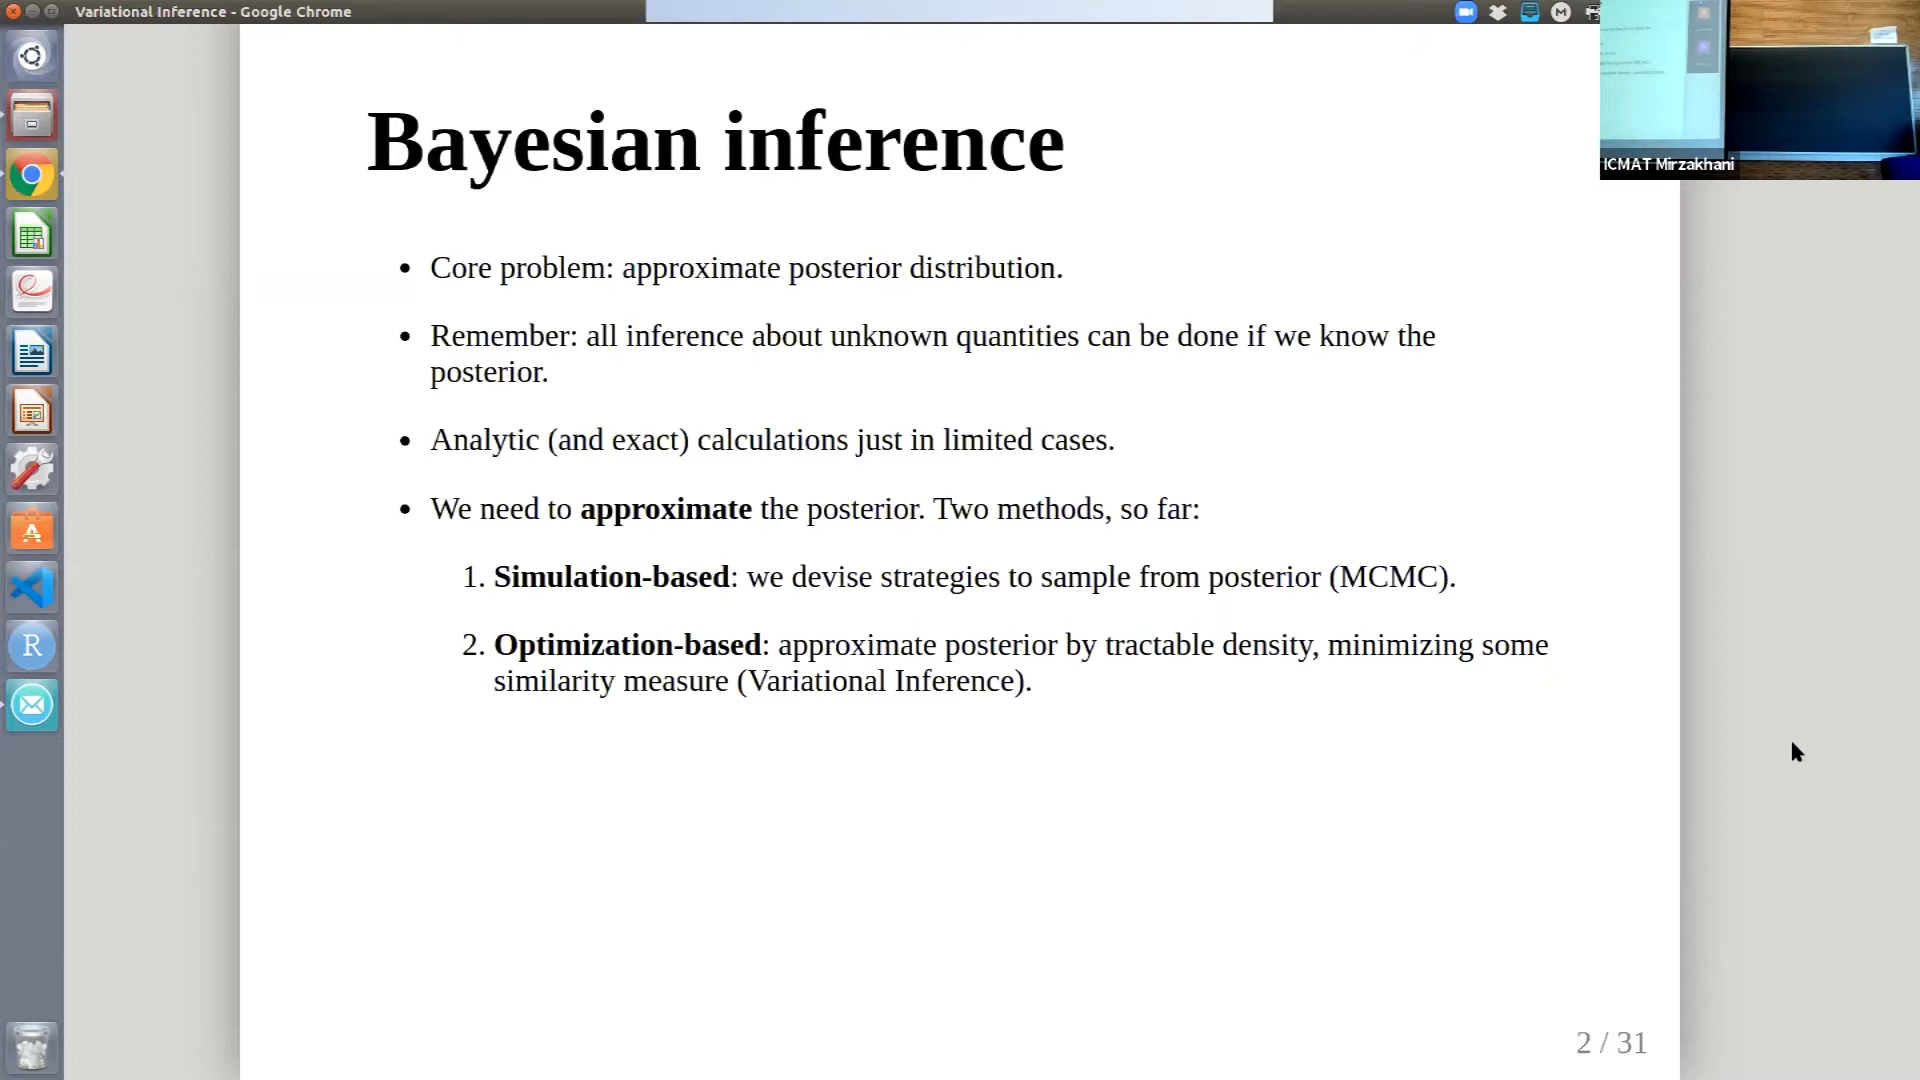 Variational Inference - Google Chrome
Bayesian inference
ICMAT Mirzakhani
• Core problem: approximate posterior distribution.
• Remember: all inference about unknown quantities can be done if we know the
posterior.
• Analytic (and exact) calculations just in limited cases.
• We need to approximate the posterior. Two methods, so far:
1. Simulation-based: we devise strategies to sample from posterior (MCMC).
2. Optimization-based: approximate posterior by tractable density, minimizing some
similarity measure (Variational Inference).
2 / 31